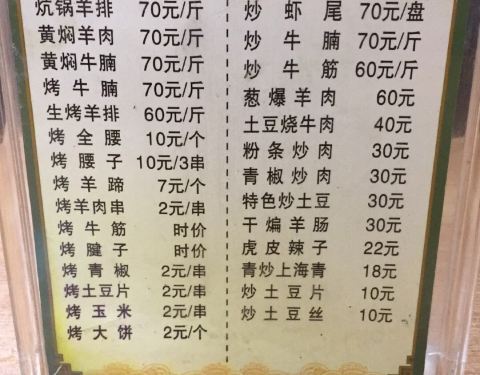 炕锅羊排 70元/斤
黄焖羊肉 70元/斤
黄焖牛腩 70元/斤
烤牛腩 70元/斤
生烤羊排 60元/斤
烤全腰 10元/个
烤腰子 10元/3串
烤羊蹄 7元/个
烤羊肉串 2元/串
烤牛筋 时价
烤腱子 时价
烤青椒 2元/串
烤土豆片 2元/串
烤玉米 2元/串
烤大饼 2元/个
炒虾尾 70元/盘
炒牛腩 70元/斤
炒牛筋 60元/斤
葱爆羊肉 60元
土豆烧牛肉 40元
粉条炒肉 30元
青椒炒肉 30元
特色炒土豆 30元
干煸羊肠 30元
虎皮辣子 22元
青炒上海青 18元
炒土豆片 10元
炒土豆丝 10元